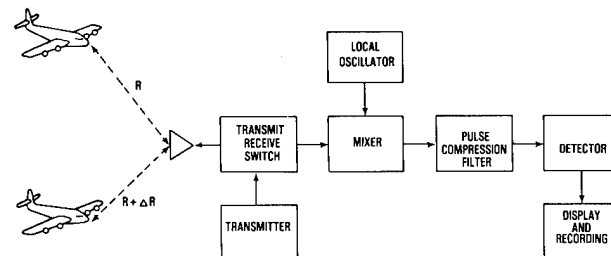 R
R + ΔR
TRANSMIT
RECEIVE
SWITCH
TRANSMITTER
LOCAL
OSCILLATOR
MIXER
PULSE
COMPRESSION
FILTER
DETECTOR
DISPLAY
AND
RECORDING